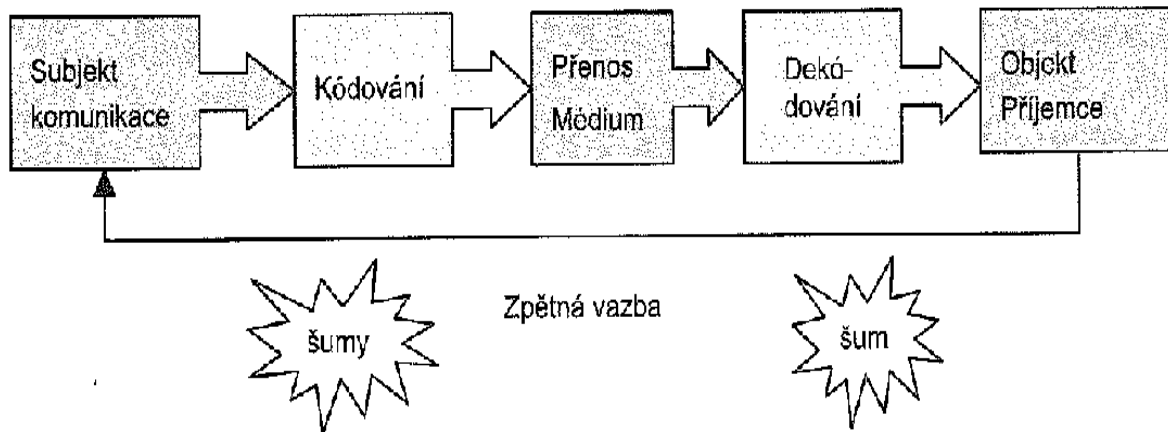 Subjekt
komunikace
Kódování
Přenos
Médium
Dekó-
dování
Objekt
Příjemce
Zpětná vazba
šumy
šum